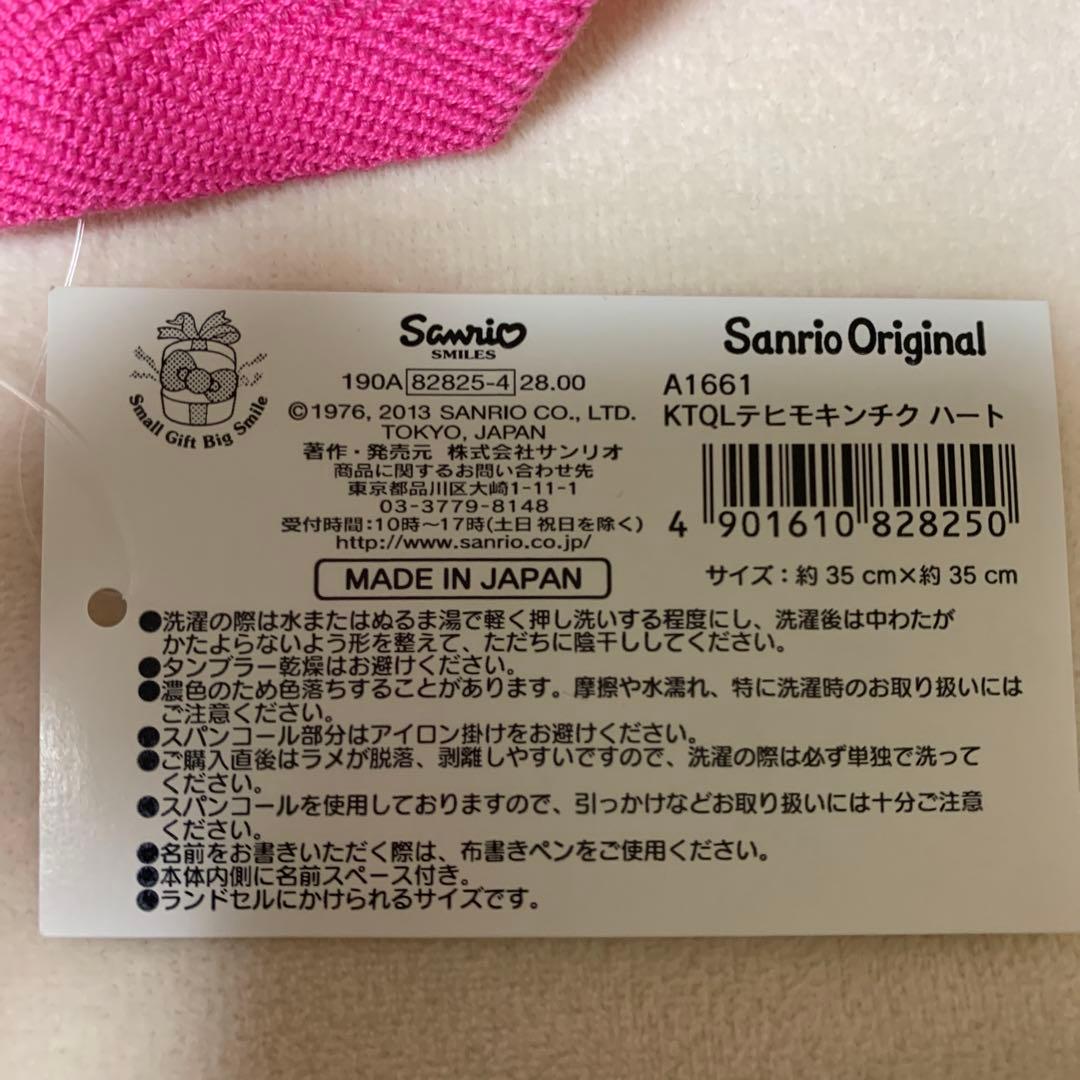 Small Gift Big Smile
Sanrio
SMILES
190A 82825-4 28.00
©1976, 2013 SANRIO CO., LTD.
TOKYO, JAPAN
著作・発売元 株式会社サンリオ
商品に関するお問い合わせ先
東京都品川区大崎1-11-1
03-3779-8148
受付時間：10時〜17時(土日祝日を除く)
http://www.sanrio.co.jp/
MADE IN JAPAN
Sanrio Original
A1661
KTQLテヒモキンチク ハート
4 901610 828250
サイズ：約 35 cm×約 35 cm
●洗濯の際は水またはぬるま湯で軽く押し洗いする程度にし、洗濯後は中わたが
かたよらないよう形を整えて、ただちに陰干ししてください。
●タンブラー乾燥はお避けください。
●濃色のため色落ちすることがあります。摩擦や水濡れ、特に洗濯時のお取り扱いには
ご注意ください。
●スパンコール部分はアイロン掛けをお避けください。
●ご購入直後はラメが脱落、剥離しやすいですので、洗濯の際は必ず単独で洗って
ください。
●スパンコールを使用しておりますので、引っかけなどお取り扱いには十分ご注意
ください。
●名前をお書きいただく際は、布書きペンをご使用ください。
●本体内側に名前スペース付き。
●ランドセルにかけられるサイズです。